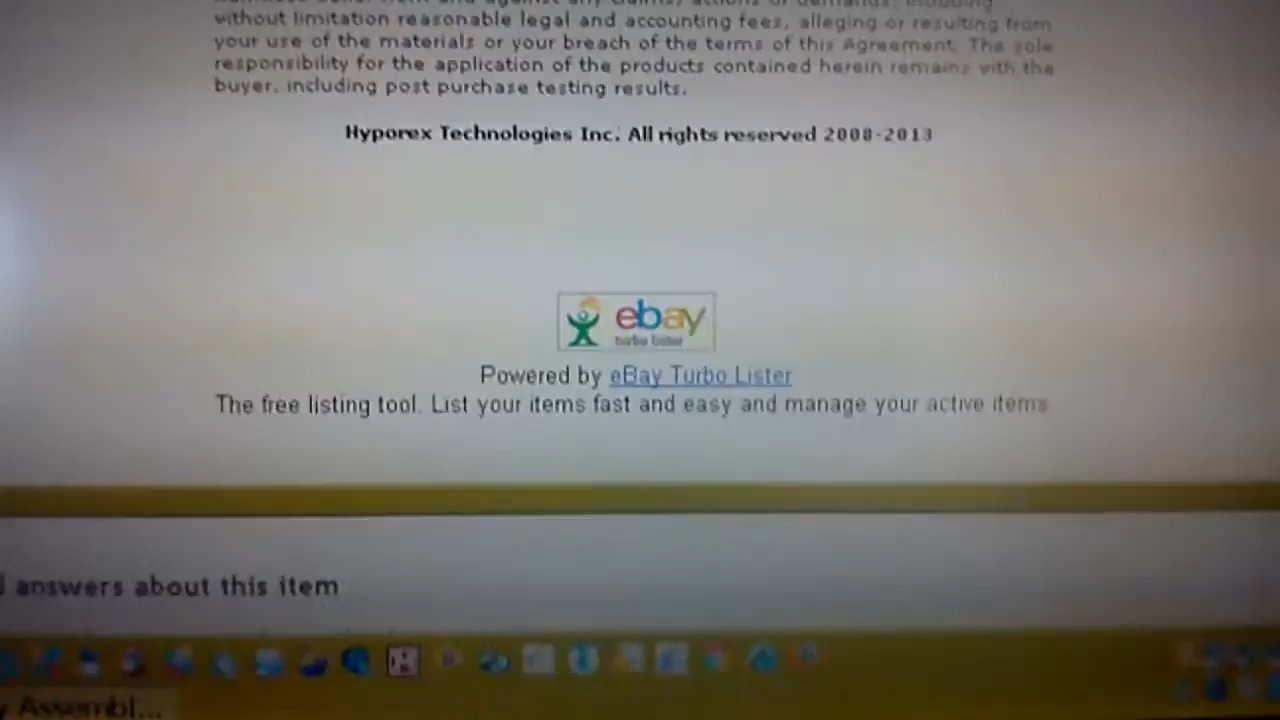 without limitation reasonable legal and accounting fees, alleging or resulting from
your use of the materials or your breach of the terms of this Agreement. The sole
responsibility for the application of the products contained herein remains with the
buyer, including post purchase testing results.
Hyporex Technologies Inc. All rights reserved 2008-2013
ebay
turbo lister
Powered by eBay Turbo Lister
The free listing tool. List your items fast and easy and manage your active items
answers about this item
y Assembl...